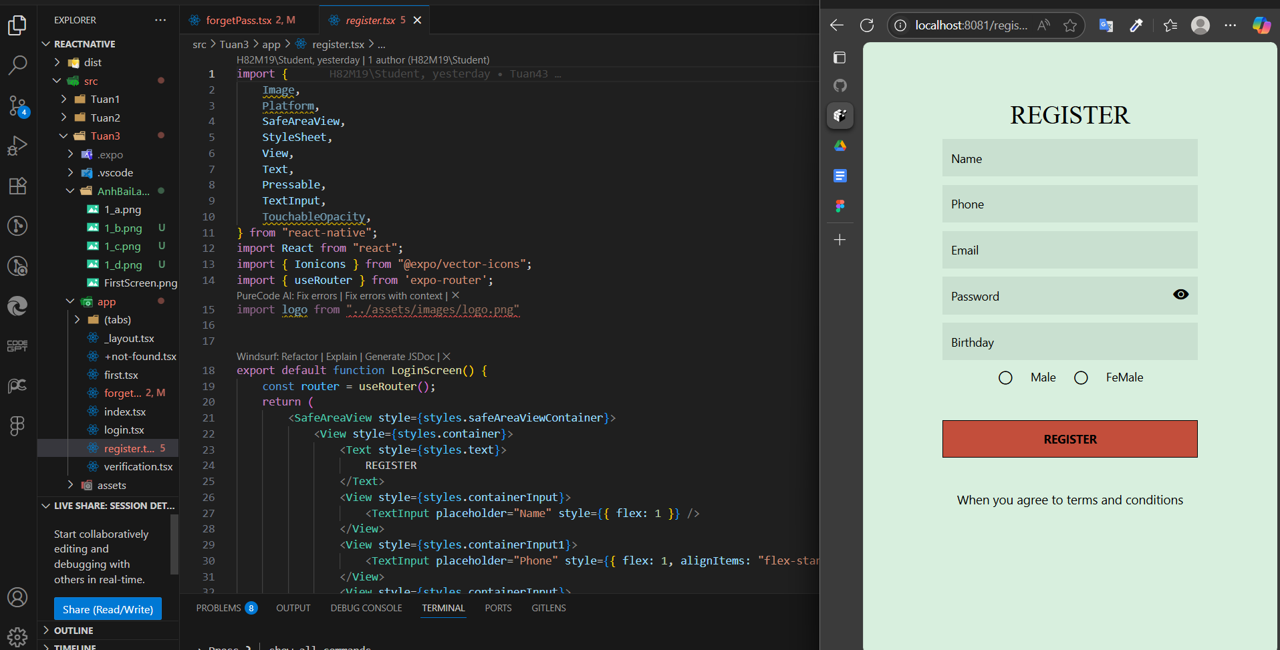 EXPLORER
REACTNATIVE
dist
src
Tuan1
Tuan2
Tuan3
.expo
.vscode
AnhBaiLa...
1_a.png
1_b.png U
1_c.png U
1_d.png U
FirstScreen.png
app
(tabs)
_layout.tsx
+not-found.tsx
first.tsx
forget... 2, M
index.tsx
login.tsx
register.t... 5
verification.tsx
assets
LIVE SHARE: SESSION DET...
Start collaboratively
editing and
debugging with
others in real-time.
Share (Read/Write)
OUTLINE
TIMELINE
4
CODE
GPT
forgetPass.tsx 2, M
register.tsx 5
src > Tuan3 > app > register.tsx > ...
H82M19\Student, yesterday | 1 author (H82M19\Student)
1 import { H82M19\Student, yesterday • Tuan43 …
2 Image,
3 Platform,
4 SafeAreaView,
5 StyleSheet,
6 View,
7 Text,
8 Pressable,
9 TextInput,
10 TouchableOpacity,
11 } from "react-native";
12 import React from "react";
13 import { Ionicons } from "@expo/vector-icons";
14 import { useRouter } from 'expo-router';
PureCode AI: Fix errors | Fix errors with context |
15 import logo from "../assets/images/logo.png"
16
17
Windsurf: Refactor | Explain | Generate JSDoc |
18 export default function LoginScreen() {
19 const router = useRouter();
20 return (
21 <SafeAreaView style={styles.safeAreaViewContainer}>
22 <View style={styles.container}>
23 <Text style={styles.text}>
24 REGISTER
25 </Text>
26 <View style={styles.containerInput}>
27 <TextInput placeholder="Name" style={{ flex: 1 }} />
28 </View>
29 <View style={styles.containerInput1}>
30 <TextInput placeholder="Phone" style={{ flex: 1, alignItems: "flex-star
31 </View>
32 <View style={styles.containerInput}>
PROBLEMS 8 OUTPUT DEBUG CONSOLE TERMINAL PORTS GITLENS
› Press ? | show all commands
localhost:8081/regis...
REGISTER
Name
Phone
Email
Password
Birthday
Male FeMale
REGISTER
When you agree to terms and conditions